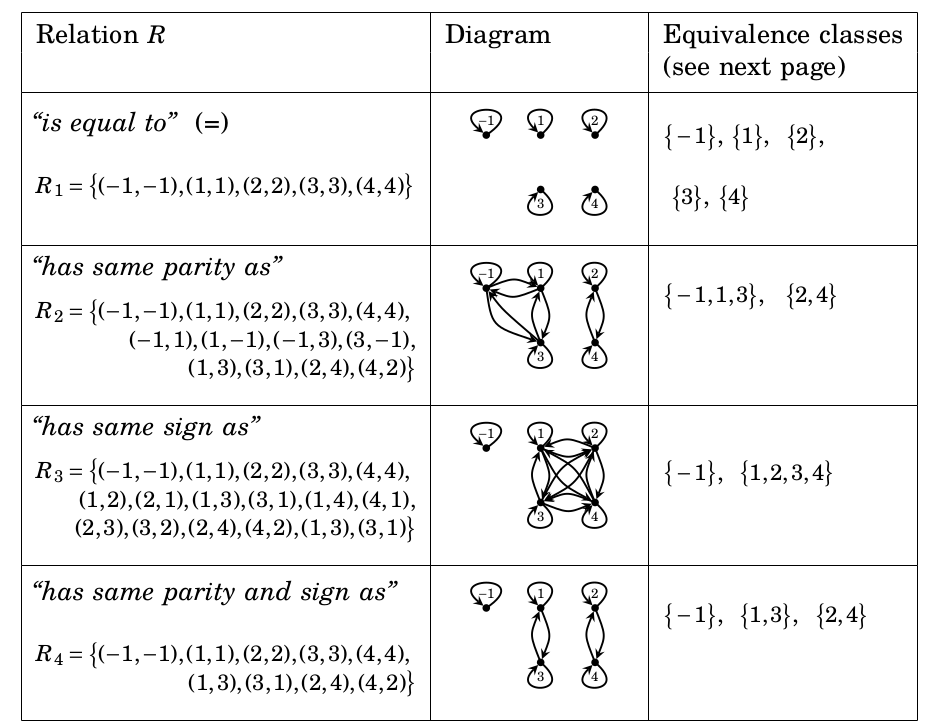 Relation R
Diagram
Equivalence classes
(see next page)
“is equal to” (=)
R₁ = {(−1,−1),(1,1),(2,2),(3,3),(4,4)}
−1 1 2
3 4
{−1}, {1}, {2},
{3}, {4}
“has same parity as”
R₂ = {(−1,−1),(1,1),(2,2),(3,3),(4,4),
(−1,1),(1,−1),(−1,3),(3,−1),
(1,3),(3,1),(2,4),(4,2)}
−1 1 2
3 4
{−1,1,3}, {2,4}
“has same sign as”
R₃ = {(−1,−1),(1,1),(2,2),(3,3),(4,4),
(1,2),(2,1),(1,3),(3,1),(1,4),(4,1),
(2,3),(3,2),(2,4),(4,2),(1,3),(3,1)}
−1 1 2
3 4
{−1}, {1,2,3,4}
“has same parity and sign as”
R₄ = {(−1,−1),(1,1),(2,2),(3,3),(4,4),
(1,3),(3,1),(2,4),(4,2)}
−1 1 2
3 4
{−1}, {1,3}, {2,4}